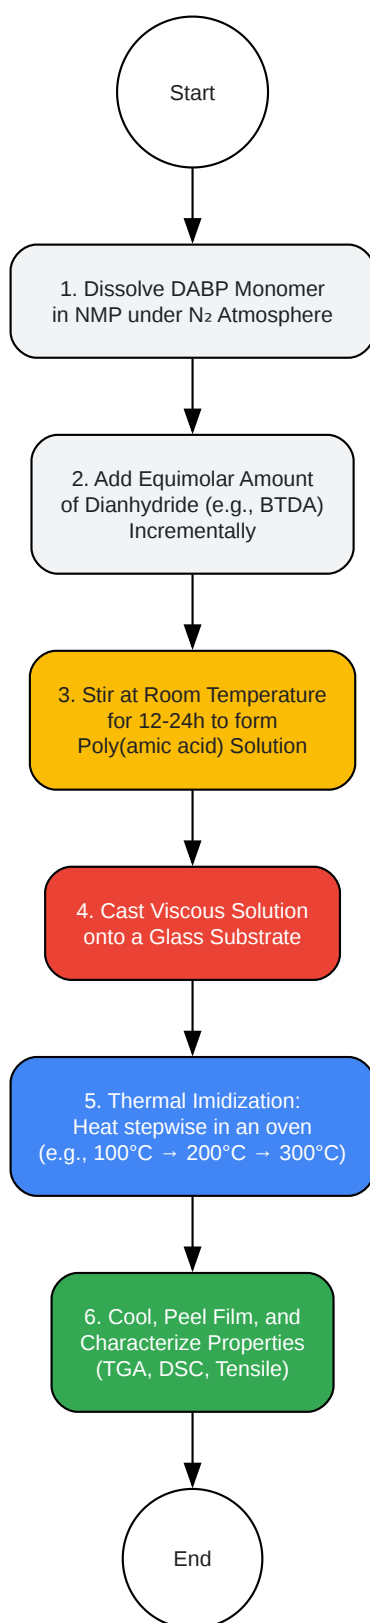 Start
1. Dissolve DABP Monomer
in NMP under N₂ Atmosphere
2. Add Equimolar Amount
of Dianhydride (e.g., BTDA)
Incrementally
3. Stir at Room Temperature
for 12-24h to form
Poly(amic acid) Solution
4. Cast Viscous Solution
onto a Glass Substrate
5. Thermal Imidization:
Heat stepwise in an oven
(e.g., 100°C → 200°C → 300°C)
6. Cool, Peel Film, and
Characterize Properties
(TGA, DSC, Tensile)
End